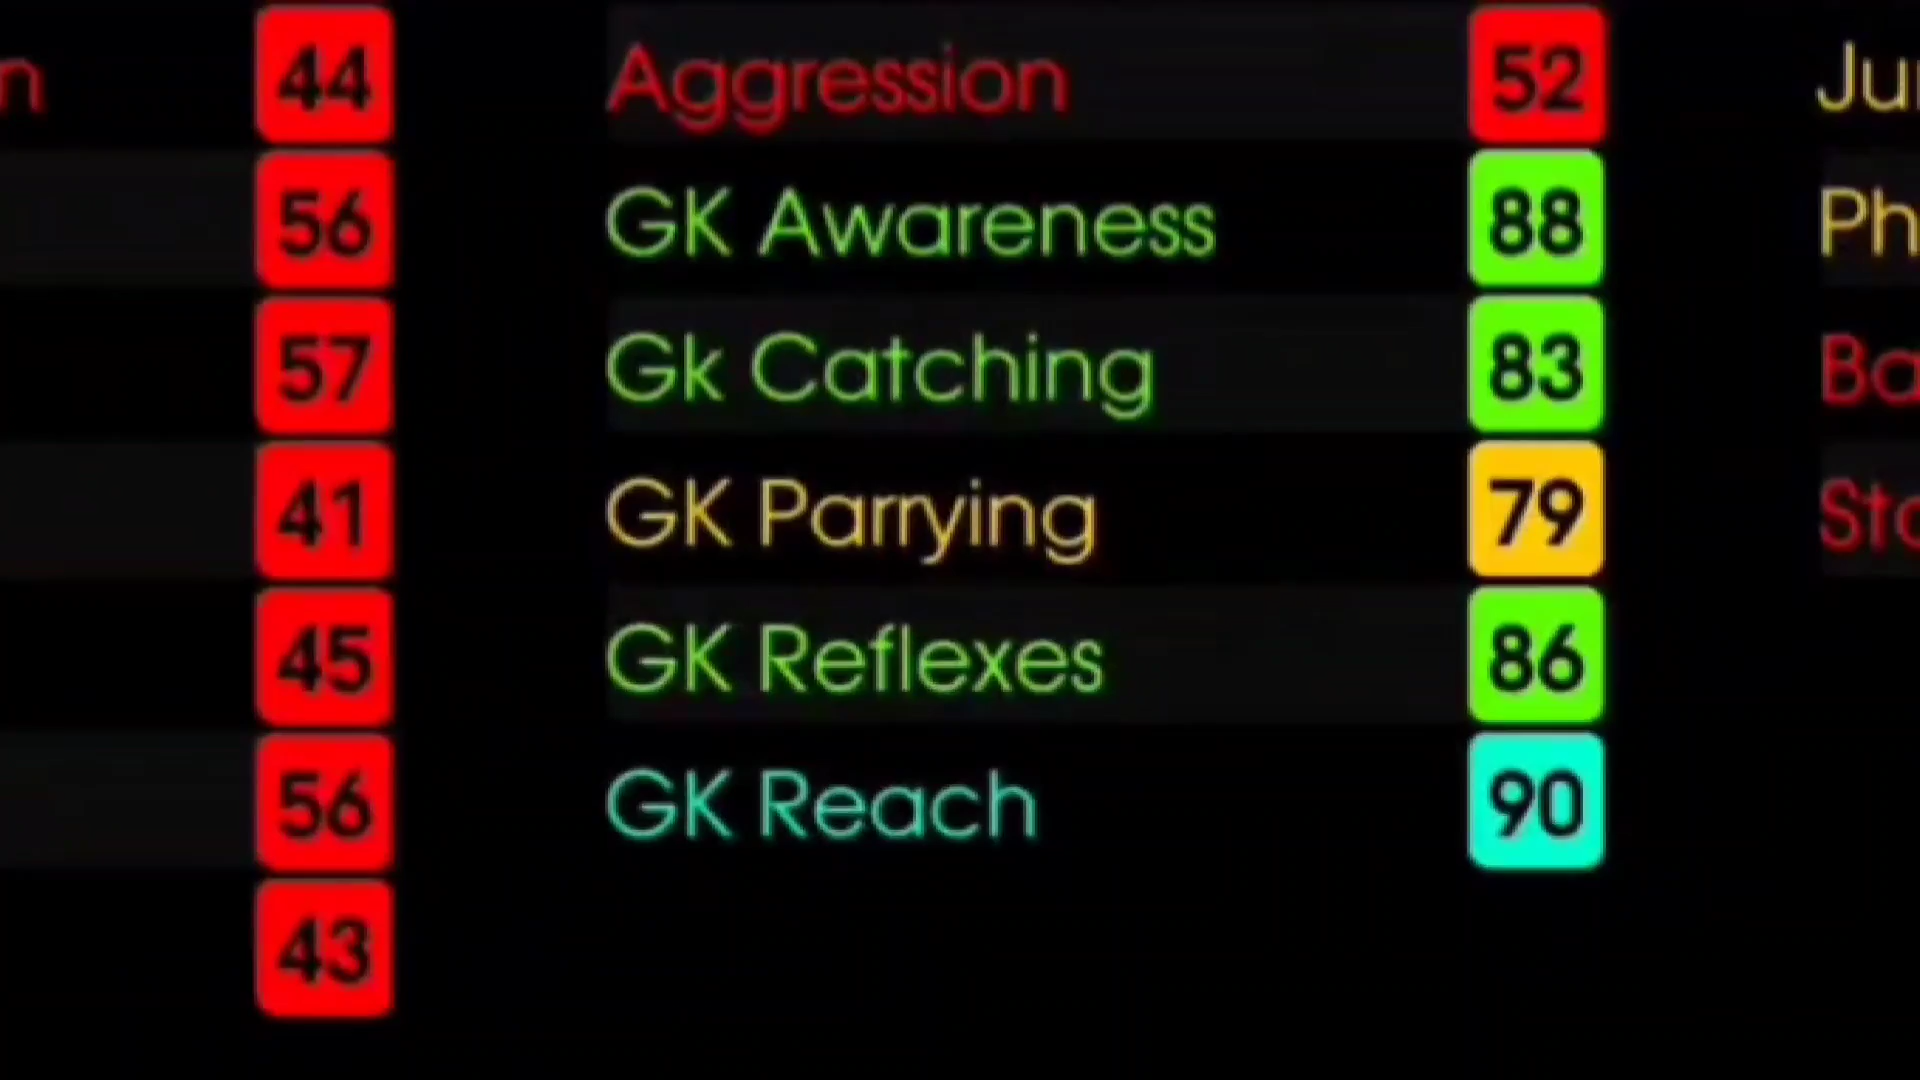 n 44 Aggression 52 Ju
56 GK Awareness 88 Ph
57 Gk Catching 83 Ba
41 GK Parrying 79 Sta
45 GK Reflexes 86
56 GK Reach 90
43